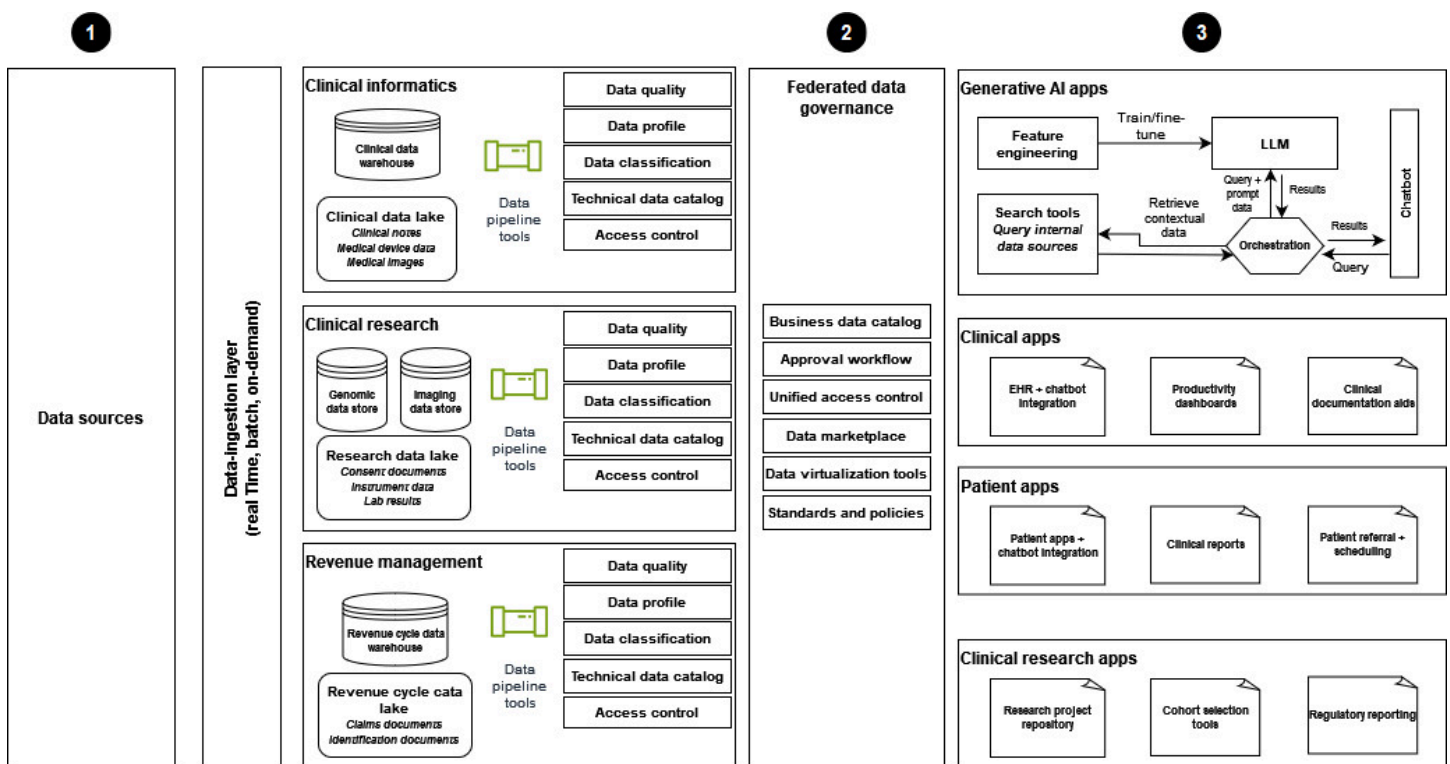 1
2
3
Data sources
Data-ingestion layer
(real Time, batch, on-demand)
Clinical informatics
Clinical data
warehouse
Clinical data lake
Clinical notes
Medical device data
Medical images
Data
pipeline
tools
Data quality
Data profile
Data classification
Technical data catalog
Access control
Clinical research
Genomic
data store
Imaging
data store
Research data lake
Consent documents
Instrument data
Lab results
Data
pipeline
tools
Data quality
Data profile
Data classification
Technical data catalog
Access control
Revenue management
Revenue cycle data
warehouse
Revenue cycle cata
lake
Claims documents
Identification documents
Data
pipeline
tools
Data quality
Data profile
Data classification
Technical data catalog
Access control
Federated data
governance
Business data catalog
Approval workflow
Unified access control
Data marketplace
Data virtualization tools
Standards and policies
Generative AI apps
Feature
engineering
Train/fine-
tune
LLM
Search tools
Query internal
data sources
Retrieve
contextual
data
Query +
prompt
data
Results
Orchestration
Results
Query
Chatbot
Clinical apps
EHR + chatbot
integration
Productivity
dashboards
Clinical
documentation aids
Patient apps
Patient apps +
chatbot integration
Clinical reports
Patient referral +
scheduling
Clinical research apps
Research project
repository
Cohort selection
tools
Regulatory reporting